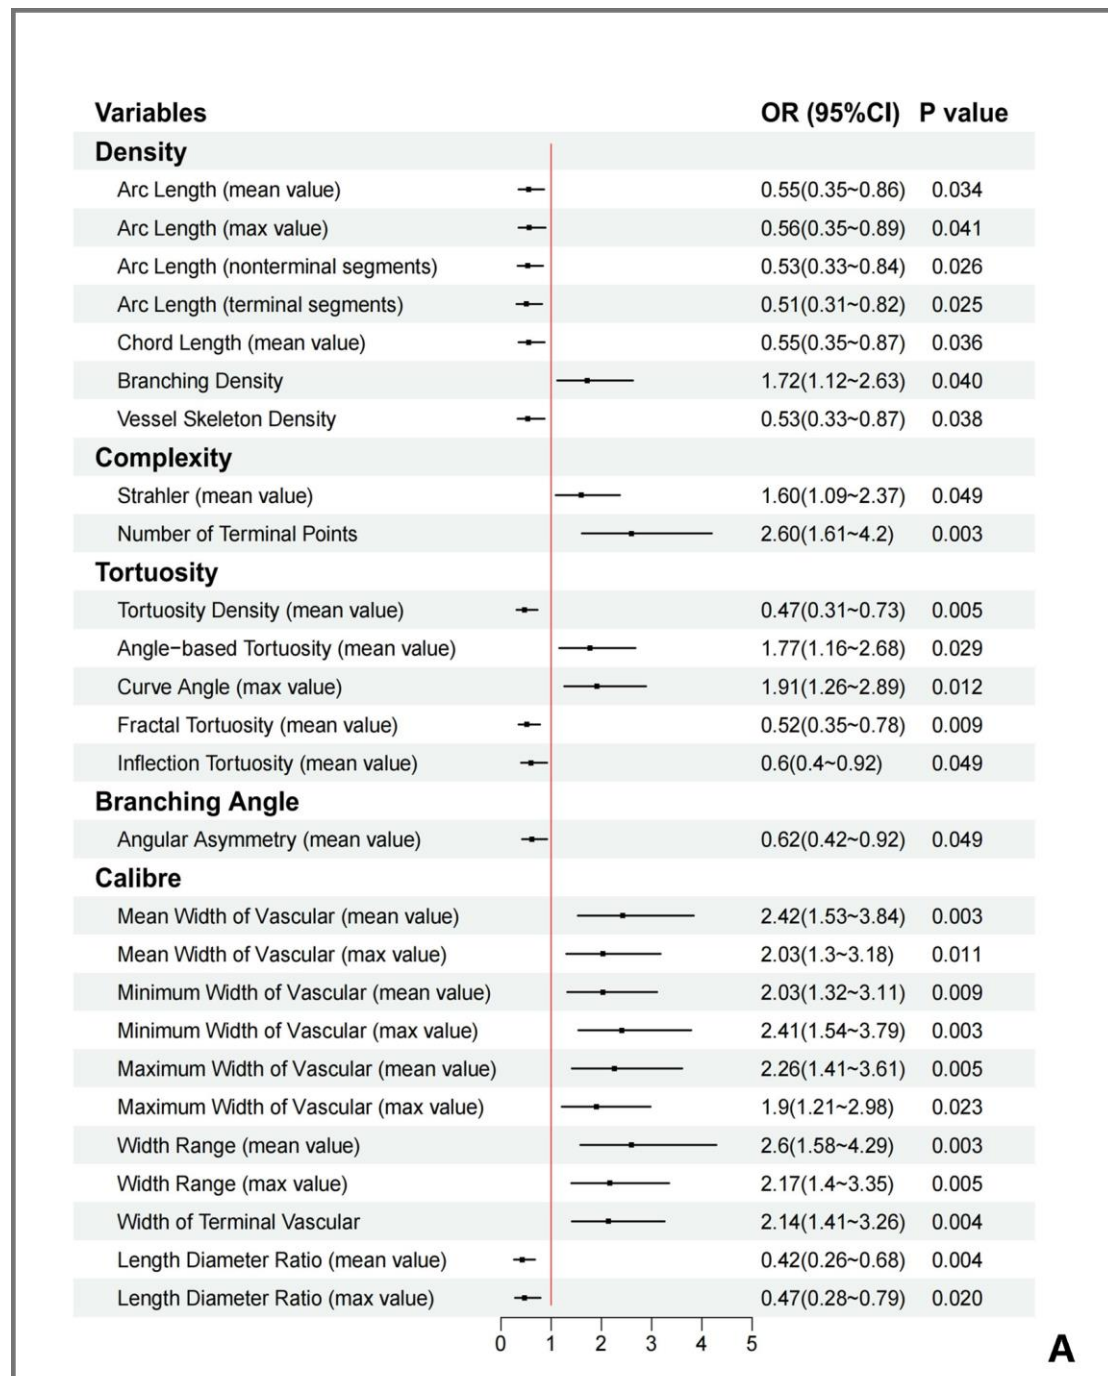 Variables OR (95%CI) P value
Density
Arc Length (mean value) 0.55(0.35~0.86) 0.034
Arc Length (max value) 0.56(0.35~0.89) 0.041
Arc Length (nonterminal segments) 0.53(0.33~0.84) 0.026
Arc Length (terminal segments) 0.51(0.31~0.82) 0.025
Chord Length (mean value) 0.55(0.35~0.87) 0.036
Branching Density 1.72(1.12~2.63) 0.040
Vessel Skeleton Density 0.53(0.33~0.87) 0.038
Complexity
Strahler (mean value) 1.60(1.09~2.37) 0.049
Number of Terminal Points 2.60(1.61~4.2) 0.003
Tortuosity
Tortuosity Density (mean value) 0.47(0.31~0.73) 0.005
Angle−based Tortuosity (mean value) 1.77(1.16~2.68) 0.029
Curve Angle (max value) 1.91(1.26~2.89) 0.012
Fractal Tortuosity (mean value) 0.52(0.35~0.78) 0.009
Inflection Tortuosity (mean value) 0.6(0.4~0.92) 0.049
Branching Angle
Angular Asymmetry (mean value) 0.62(0.42~0.92) 0.049
Calibre
Mean Width of Vascular (mean value) 2.42(1.53~3.84) 0.003
Mean Width of Vascular (max value) 2.03(1.3~3.18) 0.011
Minimum Width of Vascular (mean value) 2.03(1.32~3.11) 0.009
Minimum Width of Vascular (max value) 2.41(1.54~3.79) 0.003
Maximum Width of Vascular (mean value) 2.26(1.41~3.61) 0.005
Maximum Width of Vascular (max value) 1.9(1.21~2.98) 0.023
Width Range (mean value) 2.6(1.58~4.29) 0.003
Width Range (max value) 2.17(1.4~3.35) 0.005
Width of Terminal Vascular 2.14(1.41~3.26) 0.004
Length Diameter Ratio (mean value) 0.42(0.26~0.68) 0.004
Length Diameter Ratio (max value) 0.47(0.28~0.79) 0.020
0 1 2 3 4 5
A